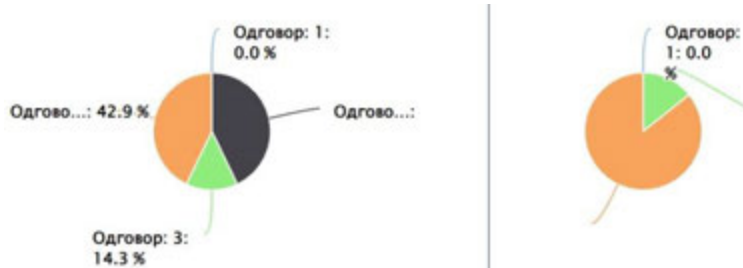 Одговор: 1:
0.0 %
Одгово...: 42.9 %
Одгово...:
Одговор: 3:
14.3 %
Одговор:
1: 0.0
%